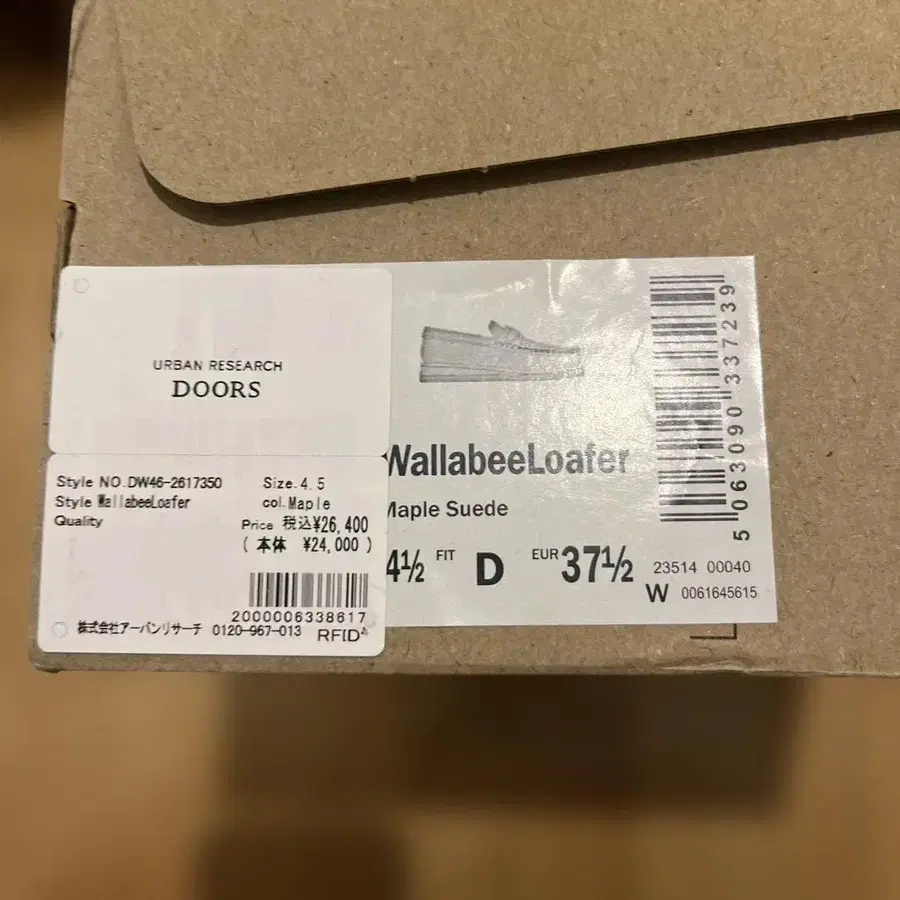 URBAN RESEARCH
DOORS
Style NO.DW46-2617350 Size.4.5
Style WallabeeLoafer col.Maple
Quality Price 税込¥26,400
( 本体 ¥24,000 )
2000006338617
株式会社アーバンリサーチ 0120-967-013 RFID
WallabeeLoafer
Maple Suede
4½ FIT D EUR 37½
23514 00040
W 0061645615
5 063090 337239